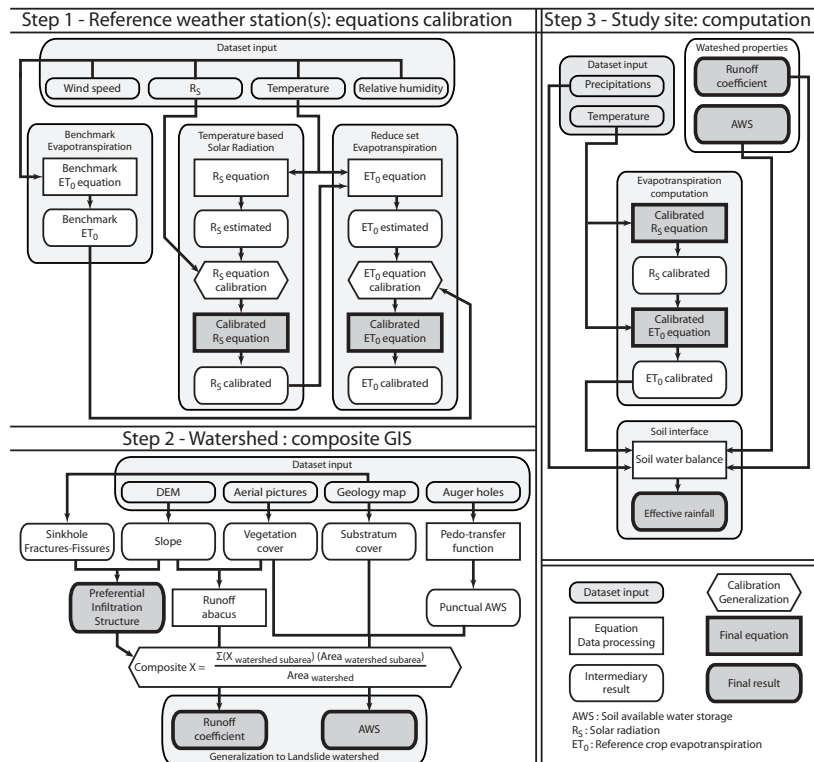 Step 1 - Reference weather station(s): equations calibration
Dataset input
Wind speed
RS
Temperature
Relative humidity
Benchmark
Evapotranspiration
Benchmark
ET0 equation
Benchmark
ET0
Temperature based
Solar Radiation
RS equation
RS estimated
RS equation
calibration
Calibrated
RS equation
RS calibrated
Reduce set
Evapotranspiration
ET0 equation
ET0 estimated
ET0 equation
calibration
Calibrated
ET0 equation
ET0 calibrated
Step 2 - Watershed : composite GIS
Dataset input
DEM
Aerial pictures
Geology map
Auger holes
Sinkhole
Fractures-Fissures
Slope
Vegetation
cover
Substratum
cover
Pedo-transfer
function
Preferential
Infiltration
Structure
Runoff
abacus
Punctual AWS
Composite X = Σ(X watershed subarea) (Area watershed subarea)
Area watershed
Runoff
coefficient
AWS
Generalization to Landslide watershed
Step 3 - Study site: computation
Dataset input
Precipitations
Temperature
Wateshed properties
Runoff
coefficient
AWS
Evapotranspiration
computation
Calibrated
RS equation
RS calibrated
Calibrated
ET0 equation
ET0 calibrated
Soil interface
Soil water balance
Effective rainfall
Dataset input
Calibration
Generalization
Equation
Data processing
Final equation
Intermediary
result
Final result
AWS : Soil available water storage
RS : Solar radiation
ET0 : Reference crop evapotranspiration